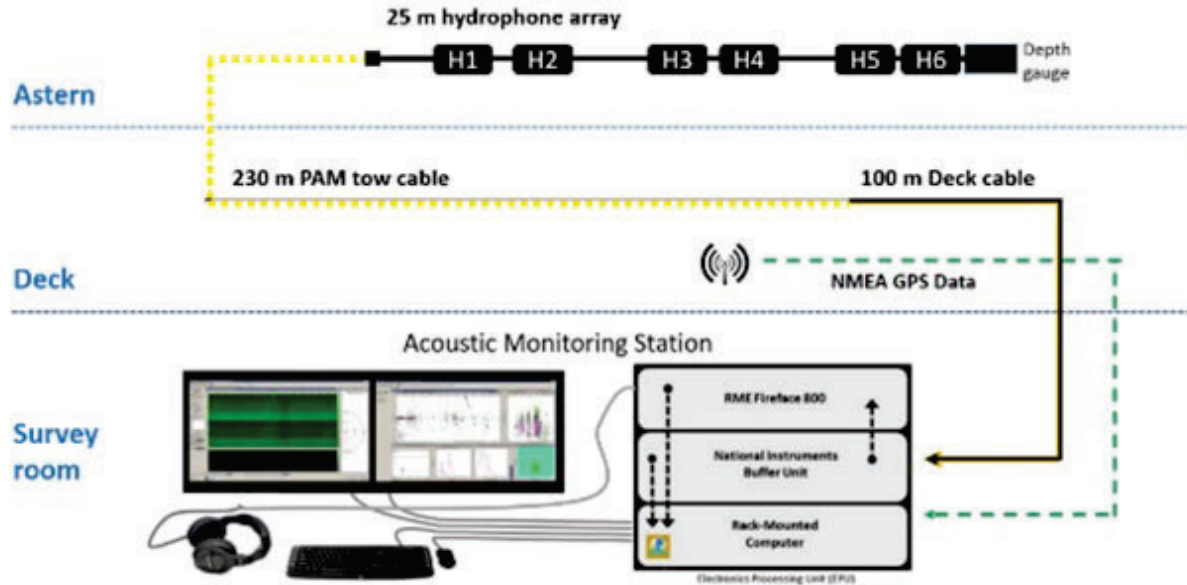 25 m hydrophone array
H1 H2 H3 H4 H5 H6
Depth
gauge
Astern
230 m PAM tow cable
100 m Deck cable
Deck
NMEA GPS Data
Acoustic Monitoring Station
Survey
room
RME Fireface 800
National Instruments
Buffer Unit
Rack-Mounted
Computer
Electronics Processing Unit (EPU)